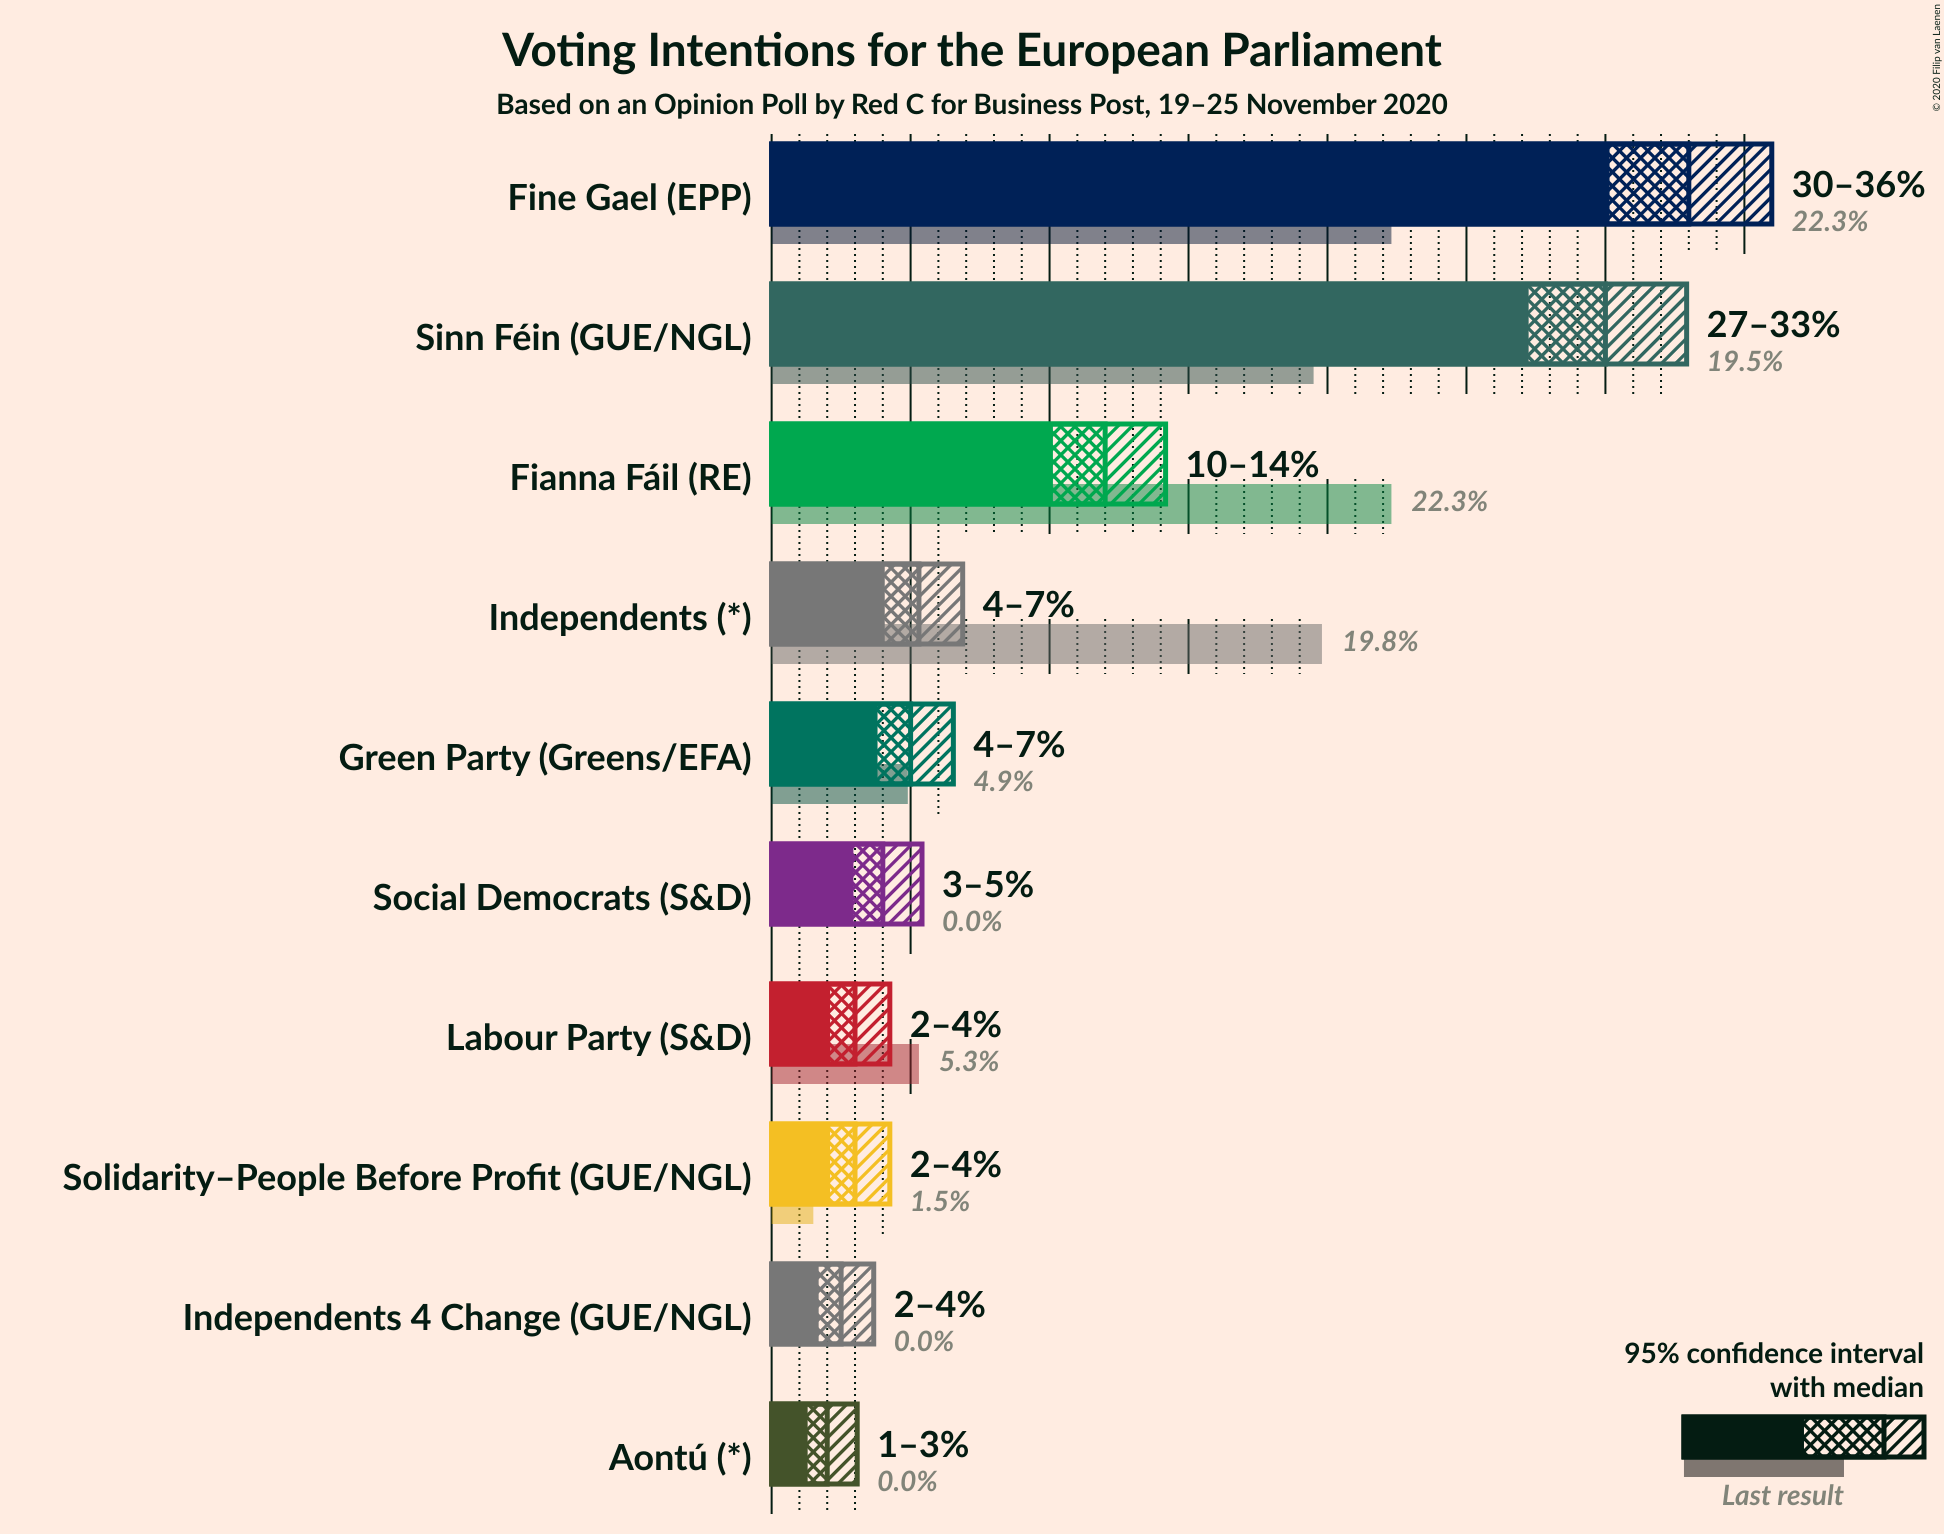 Voting Intentions for the European Parliament
Based on an Opinion Poll by Red C for Business Post, 19–25 November 2020
© 2020 Filip van Laenen
Fine Gael (EPP)
30–36%
22.3%
Sinn Féin (GUE/NGL)
27–33%
19.5%
Fianna Fáil (RE)
10–14%
22.3%
Independents (*)
4–7%
19.8%
Green Party (Greens/EFA)
4–7%
4.9%
Social Democrats (S&D)
3–5%
0.0%
Labour Party (S&D)
2–4%
5.3%
Solidarity–People Before Profit (GUE/NGL)
2–4%
1.5%
Independents 4 Change (GUE/NGL)
2–4%
0.0%
Aontú (*)
1–3%
0.0%
95% confidence interval
with median
Last result